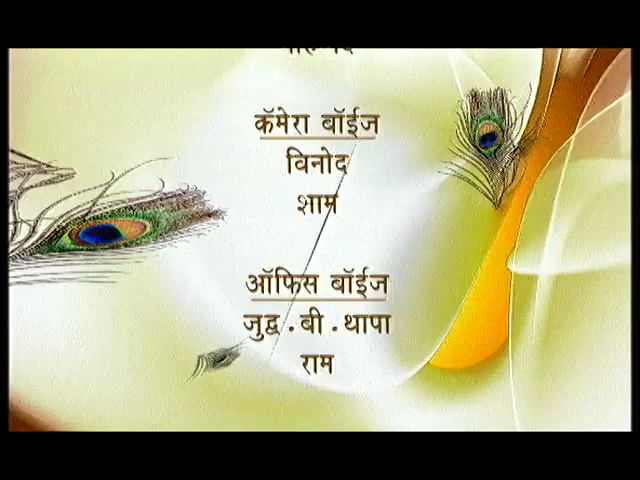 कॅमेरा बॉईज
विनोद
शाम
ऑफिस बॉईज
जुद्ध.बी.थापा
राम